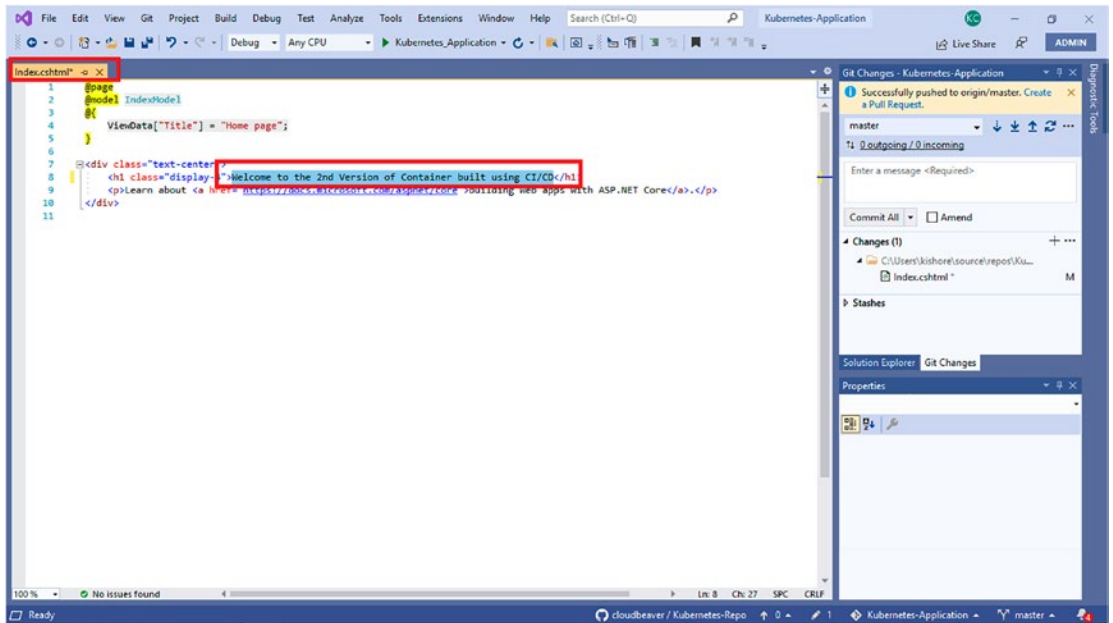 File Edit View Git Project Build Debug Test Analyze Tools Extensions Window Help Search (Ctrl+Q) Kubernetes-Application KC
Debug Any CPU Kubernetes_Application Live Share ADMIN
Index.cshtml*
1 @page
2 @model IndexModel
3 @{
4 ViewData["Title"] = "Home page";
5 }
6
7 <div class="text-center">
8 <h1 class="display-4">Welcome to the 2nd Version of Container built using CI/CD</h1>
9 <p>Learn about <a href="https://docs.microsoft.com/aspnet/core">building Web apps with ASP.NET Core</a>.</p>
10 </div>
11
Git Changes - Kubernetes-Application
Successfully pushed to origin/master. Create
a Pull Request.
master
0 outgoing / 0 incoming
Enter a message <Required>
Commit All Amend
Changes (1)
C:\Users\kishore\source\repos\Ku...
Index.cshtml * M
Stashes
Solution Explorer Git Changes
Properties
Diagnostic Tools
100 % No issues found Ln: 8 Ch: 27 SPC CRLF
Ready cloudbeaver / Kubernetes-Repo 0 1 Kubernetes-Application master 4